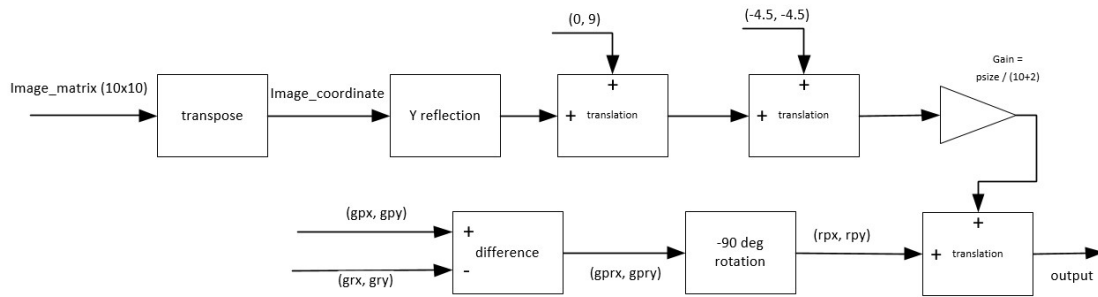 (0, 9)
(-4.5, -4.5)
Gain =
psize / (10+2)
Image_matrix (10x10)
transpose
Image_coordinate
Y reflection
+
+ translation
+
+ translation
(gpx, gpy)
+
difference
-
(grx, gry)
(gprx, gpry)
-90 deg
rotation
(rpx, rpy)
+
+ translation
output